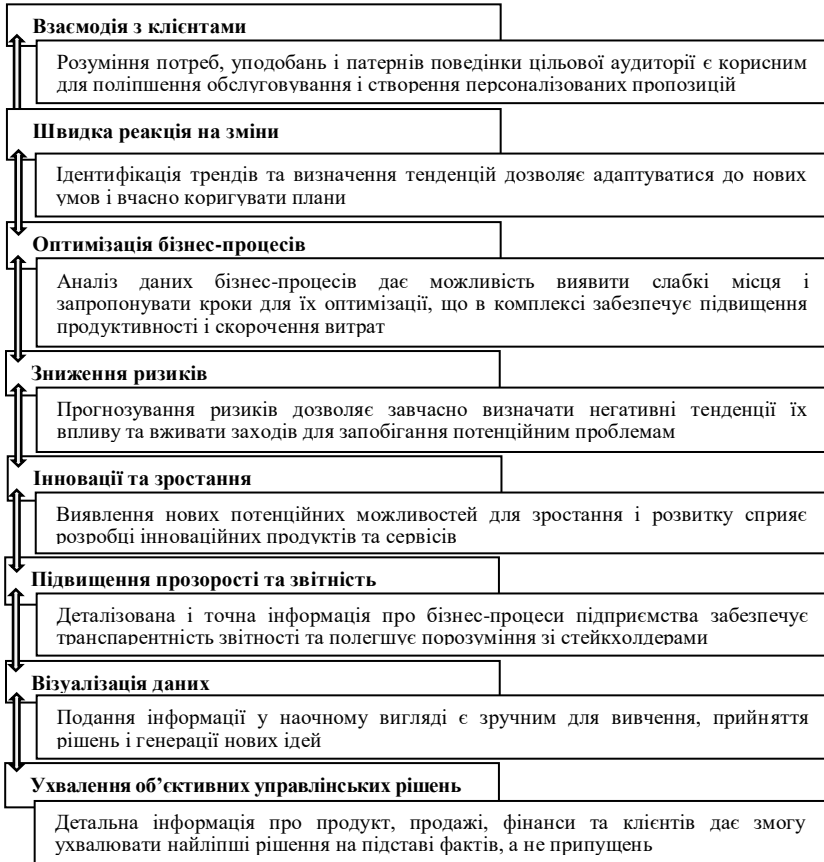 Взаємодія з клієнтами
Розуміння потреб, уподобань і патернів поведінки цільової аудиторії є корисним
для поліпшення обслуговування і створення персоналізованих пропозицій
Швидка реакція на зміни
Ідентифікація трендів та визначення тенденцій дозволяє адаптуватися до нових
умов і вчасно коригувати плани
Оптимізація бізнес-процесів
Аналіз даних бізнес-процесів дає можливість виявити слабкі місця і
запропонувати кроки для їх оптимізації, що в комплексі забезпечує підвищення
продуктивності і скорочення витрат
Зниження ризиків
Прогнозування ризиків дозволяє завчасно визначати негативні тенденції їх
впливу та вживати заходів для запобігання потенційним проблемам
Інновації та зростання
Виявлення нових потенційних можливостей для зростання і розвитку сприяє
розробці інноваційних продуктів та сервісів
Підвищення прозорості та звітність
Деталізована і точна інформація про бізнес-процеси підприємства забезпечує
транспарентність звітності та полегшує порозуміння зі стейкхолдерами
Візуалізація даних
Подання інформації у наочному вигляді є зручним для вивчення, прийняття
рішень і генерації нових ідей
Ухвалення об’єктивних управлінських рішень
Детальна інформація про продукт, продажі, фінанси та клієнтів дає змогу
ухвалювати найліпші рішення на підставі фактів, а не припущень